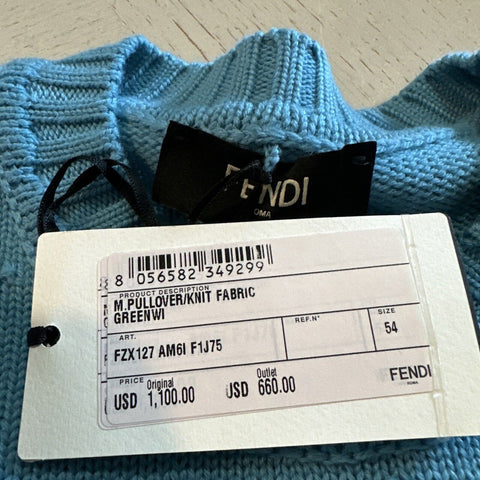 FENDI
ROMA
8 056582 349299
PRODUCT DESCRIPTION
M.PULLOVER/KNIT FABRIC
GREENWI
ART. REF.N° SIZE
FZX127 AM6I F1J75 54
PRICE Original Outlet
USD 1,100.00 USD 660.00
FENDI
ROMA